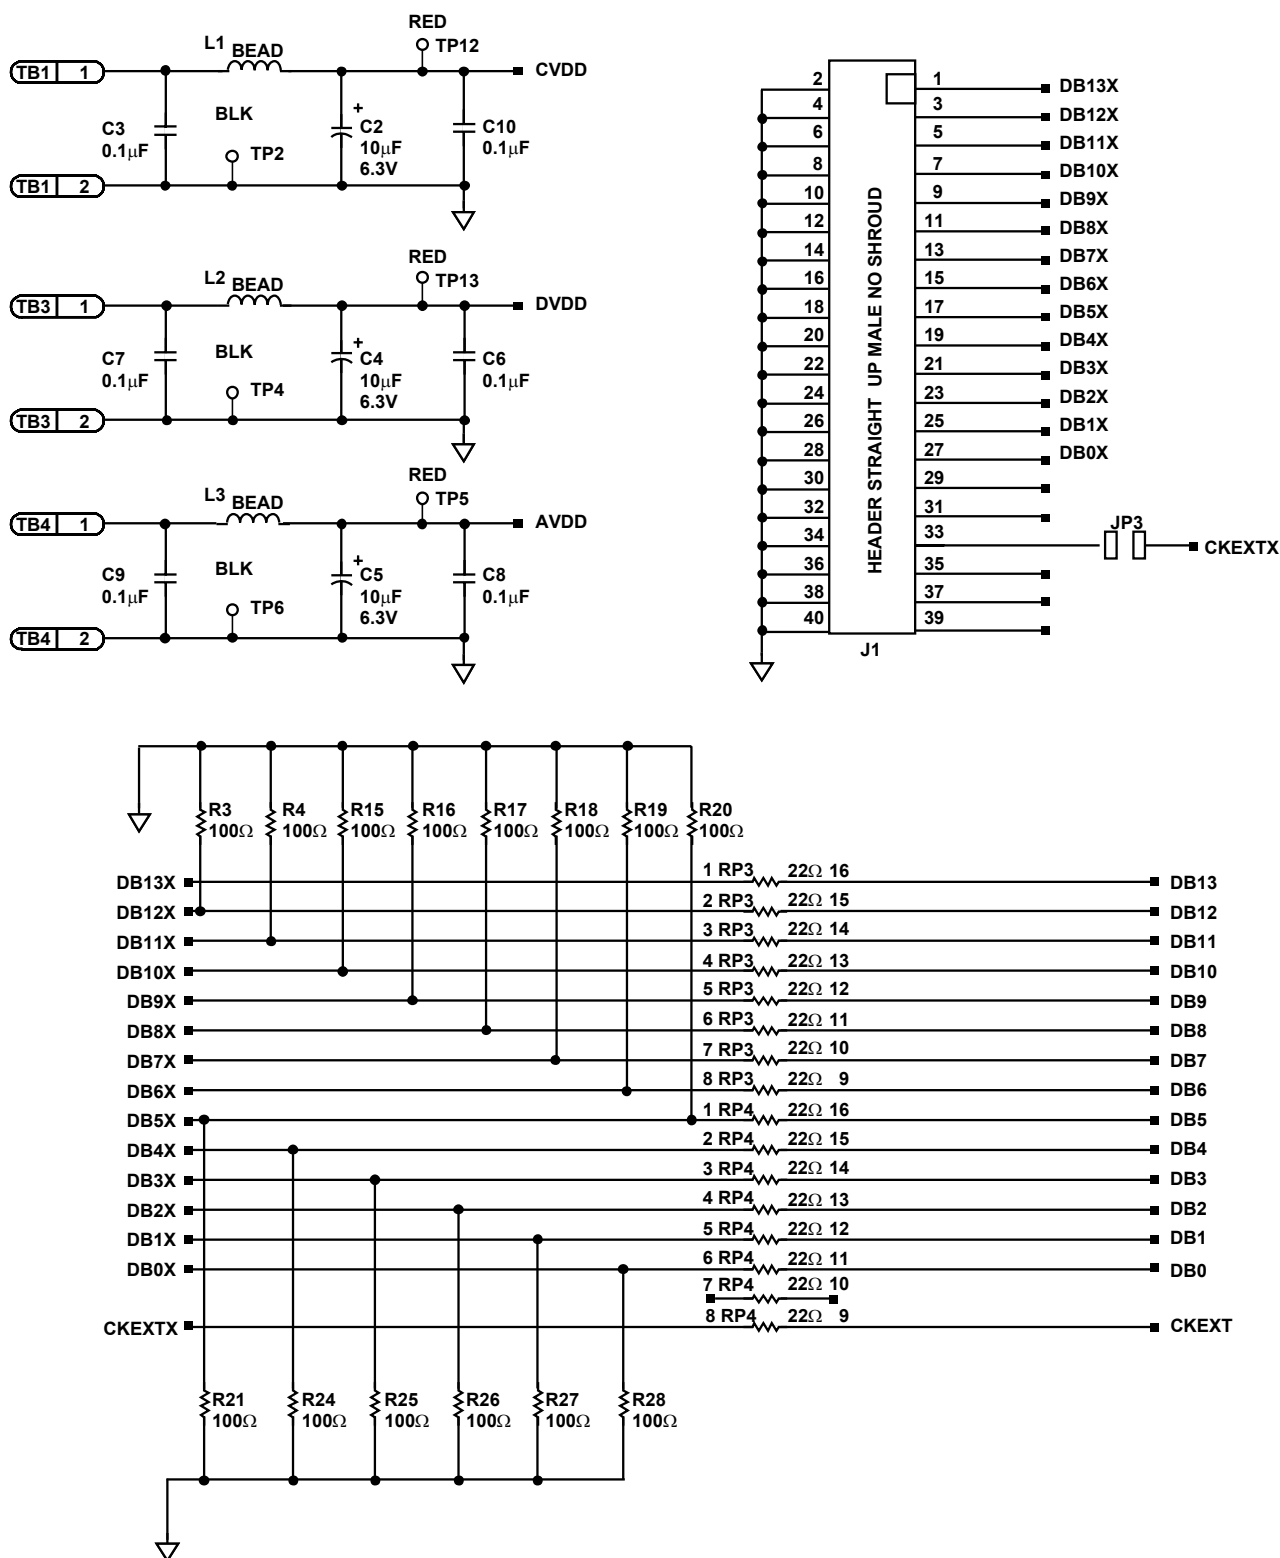 RED
L1 BEAD TP12
TB1 1 CVDD
BLK
C3 0.1μF
TP2
+ C2 10μF 6.3V
C10 0.1μF
TB1 2
RED
L2 BEAD TP13
TB3 1 DVDD
BLK
C7 0.1μF
TP4
+ C4 10μF 6.3V
C6 0.1μF
TB3 2
RED
L3 BEAD TP5
TB4 1 AVDD
BLK
C9 0.1μF
TP6
+ C5 10μF 6.3V
C8 0.1μF
TB4 2
2 1 DB13X
4 3 DB12X
6 5 DB11X
8 7 DB10X
10 9 DB9X
12 11 DB8X
14 13 DB7X
16 15 DB6X
18 17 DB5X
20 19 DB4X
22 21 DB3X
24 23 DB2X
26 25 DB1X
28 27 DB0X
30 29
32 31
34 33 JP3 CKEXTX
36 35
38 37
40 39
HEADER STRAIGHT UP MALE NO SHROUD
J1
R3 R4 R15 R16 R17 R18 R19 R20
100Ω 100Ω 100Ω 100Ω 100Ω 100Ω 100Ω 100Ω
DB13X 1 RP3 22Ω 16 DB13
DB12X 2 RP3 22Ω 15 DB12
DB11X 3 RP3 22Ω 14 DB11
DB10X 4 RP3 22Ω 13 DB10
DB9X 5 RP3 22Ω 12 DB9
DB8X 6 RP3 22Ω 11 DB8
DB7X 7 RP3 22Ω 10 DB7
DB6X 8 RP3 22Ω 9 DB6
DB5X 1 RP4 22Ω 16 DB5
DB4X 2 RP4 22Ω 15 DB4
DB3X 3 RP4 22Ω 14 DB3
DB2X 4 RP4 22Ω 13 DB2
DB1X 5 RP4 22Ω 12 DB1
DB0X 6 RP4 22Ω 11 DB0
7 RP4 22Ω 10
CKEXTX 8 RP4 22Ω 9 CKEXT
R21 R24 R25 R26 R27 R28
100Ω 100Ω 100Ω 100Ω 100Ω 100Ω